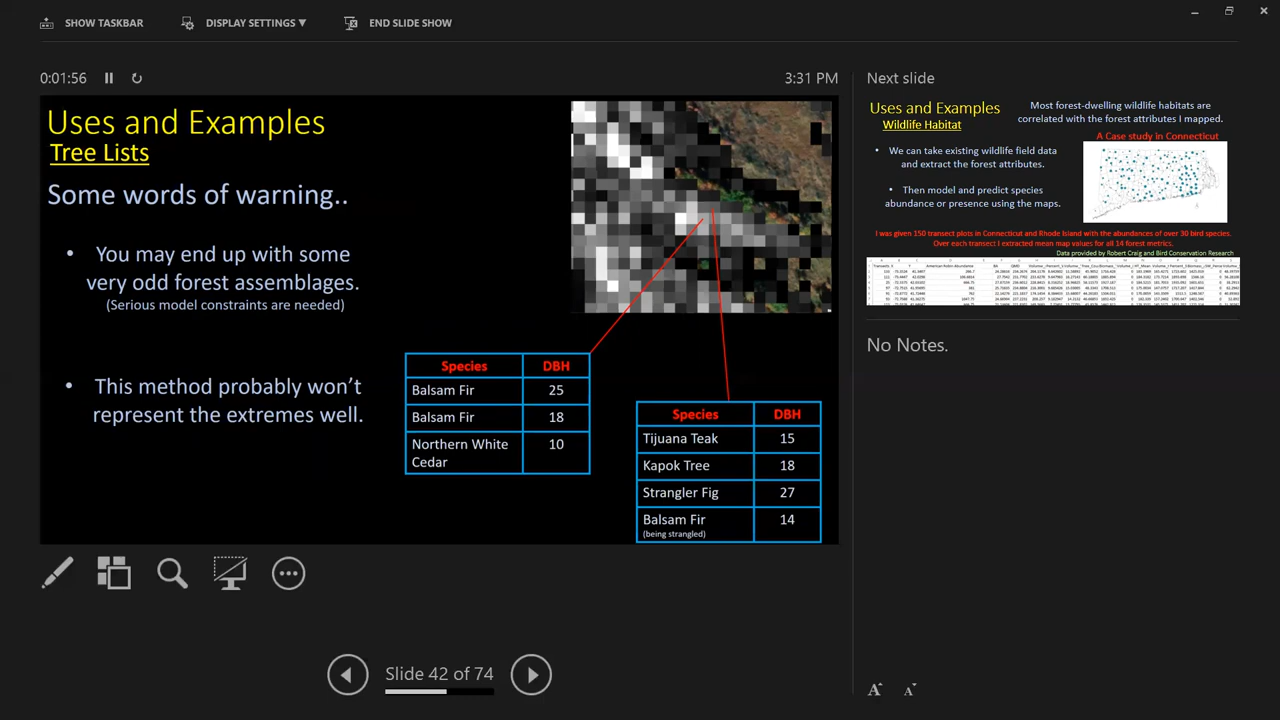 SHOW TASKBAR
DISPLAY SETTINGS ▼
END SLIDE SHOW
0:01:56
3:31 PM
Uses and Examples
Tree Lists
Some words of warning..
• You may end up with some
very odd forest assemblages.
(Serious model constraints are needed)
• This method probably won't
represent the extremes well.
Species DBH
Balsam Fir 25
Balsam Fir 18
Northern White
Cedar 10
Species DBH
Tijuana Teak 15
Kapok Tree 18
Strangler Fig 27
Balsam Fir 14
(being strangled)
Next slide
Uses and Examples
Wildlife Habitat
Most forest-dwelling wildlife habitats are
correlated with the forest attributes I mapped.
A Case study in Connecticut
• We can take existing wildlife field data
and extract the forest attributes.
• Then model and predict species
abundance or presence using the maps.
I was given 150 transect plots in Connecticut and Rhode Island with the abundances of over 30 bird species.
Over each transect I extracted mean map values for all 14 forest metrics.
Data provided by Robert Craig and Bird Conservation Research
American Robin Abundance
No Notes.
Slide 42 of 74
A A